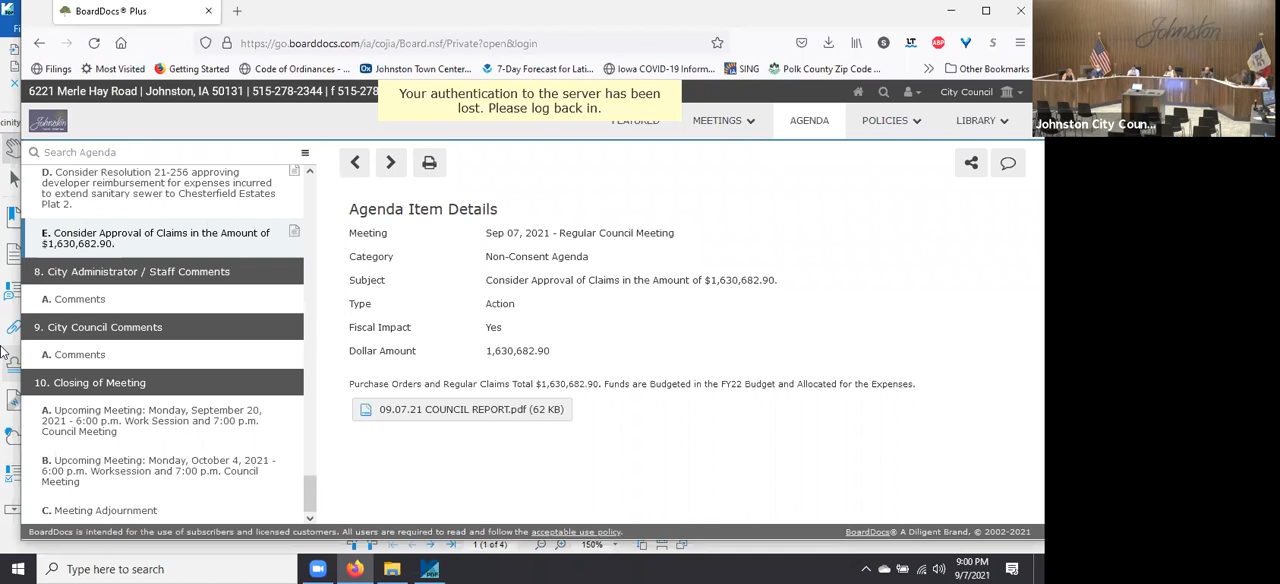 BoardDocs® Plus
https://go.boarddocs.com/ia/cojia/Board.nsf/Private?open&login
Filings
Most Visited
Getting Started
Code of Ordinances - ...
Johnston Town Center...
7-Day Forecast for Lati...
Iowa COVID-19 Inform...
SING
Polk County Zip Code ...
Other Bookmarks
6221 Merle Hay Road | Johnston, IA 50131 | 515-278-2344 | f 515-278
City Council
Your authentication to the server has been
lost. Please log back in.
Johnston
FEATURED
MEETINGS
AGENDA
POLICIES
LIBRARY
Search Agenda
D. Consider Resolution 21-256 approving
developer reimbursement for expenses incurred
to extend sanitary sewer to Chesterfield Estates
Plat 2.
E. Consider Approval of Claims in the Amount of
$1,630,682.90.
8. City Administrator / Staff Comments
A. Comments
9. City Council Comments
A. Comments
10. Closing of Meeting
A. Upcoming Meeting: Monday, September 20,
2021 - 6:00 p.m. Work Session and 7:00 p.m.
Council Meeting
B. Upcoming Meeting: Monday, October 4, 2021 -
6:00 p.m. Worksession and 7:00 p.m. Council
Meeting
C. Meeting Adjournment
Agenda Item Details
Meeting Sep 07, 2021 - Regular Council Meeting
Category Non-Consent Agenda
Subject Consider Approval of Claims in the Amount of $1,630,682.90.
Type Action
Fiscal Impact Yes
Dollar Amount 1,630,682.90
Purchase Orders and Regular Claims Total $1,630,682.90. Funds are Budgeted in the FY22 Budget and Allocated for the Expenses.
09.07.21 COUNCIL REPORT.pdf (62 KB)
BoardDocs is intended for the use of subscribers and licensed customers. All users are required to read and follow the acceptable use policy.
BoardDocs® A Diligent Brand, © 2002-2021
1 (1 of 4)
150%
Type here to search
9:00 PM
9/7/2021
Johnston
Johnston City Coun...